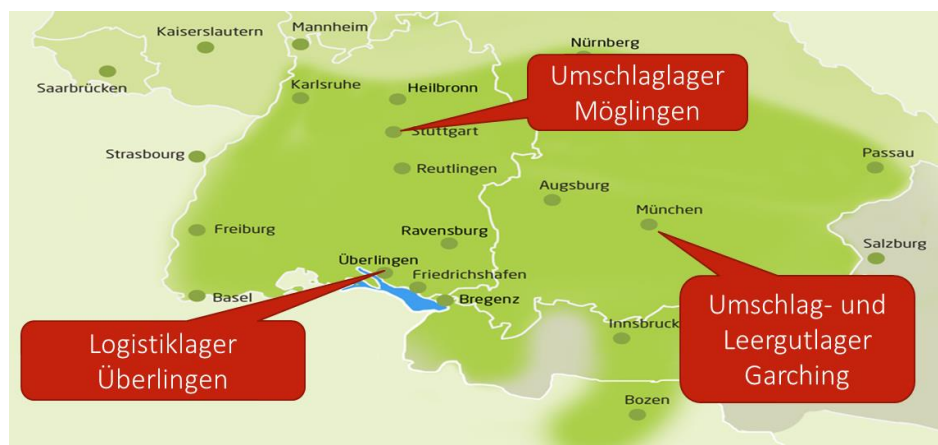 Kaiserslautern
Mannheim
Nürnberg
Saarbrücken
Karlsruhe
Heilbronn
Umschlaglager
Möglingen
Stuttgart
Strasbourg
Reutlingen
Passau
Augsburg
München
Freiburg
Ravensburg
Salzburg
Überlingen
Friedrichshafen
Basel
Bregenz
Logistiklager
Überlingen
Innsbruck
Umschlag- und
Leergutlager
Garching
Bozen